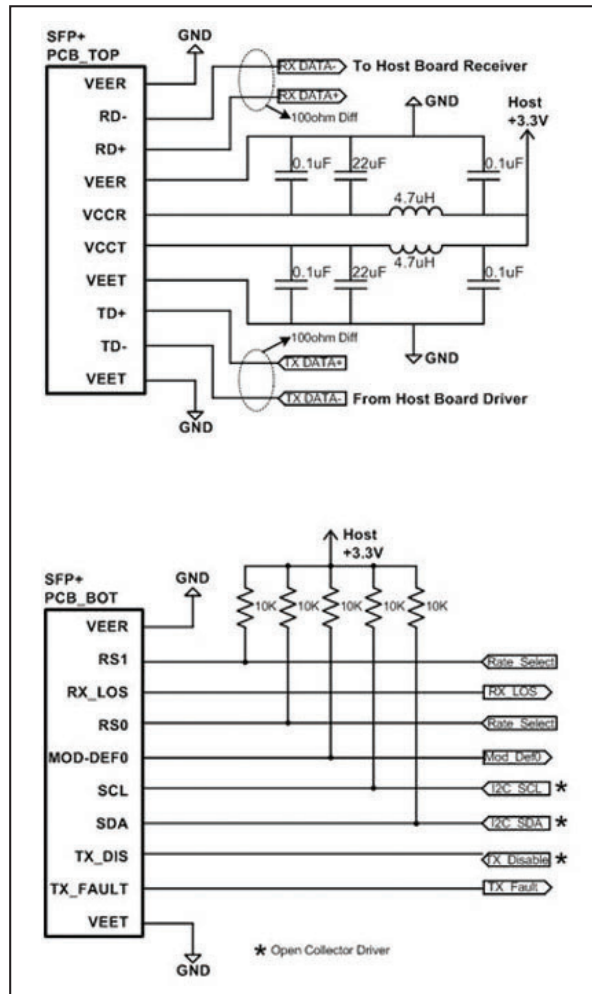 SFP+
PCB_TOP
GND
VEER
RD-
RD+
VEER
VCCR
VCCT
VEET
TD+
TD-
VEET
GND
RX DATA-
To Host Board Receiver
RX DATA+
100ohm Diff
GND
Host
+3.3V
0.1uF
22uF
0.1uF
4.7uH
4.7uH
0.1uF
22uF
0.1uF
100ohm Diff
GND
TX DATA+
TX DATA-
From Host Board Driver
Host
+3.3V
SFP+
PCB_BOT
GND
10K
10K
10K
10K
10K
VEER
RS1
Rate_Select
RX_LOS
RX_LOS
RS0
Rate_Select
MOD-DEF0
Mod_Def0
SCL
I2C_SCL *
SDA
I2C_SDA *
TX_DIS
TX_Disable *
TX_FAULT
TX_Fault
VEET
GND
* Open Collector Driver